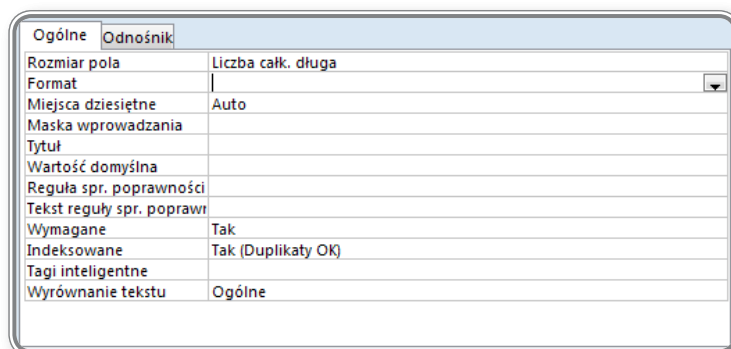 Ogólne Odnośnik
Rozmiar pola Liczba całk. długa
Format
Miejsca dziesiętne Auto
Maska wprowadzania
Tytuł
Wartość domyślna
Reguła spr. poprawności
Tekst reguły spr. poprawn
Wymagane Tak
Indeksowane Tak (Duplikaty OK)
Tagi inteligentne
Wyrównanie tekstu Ogólne